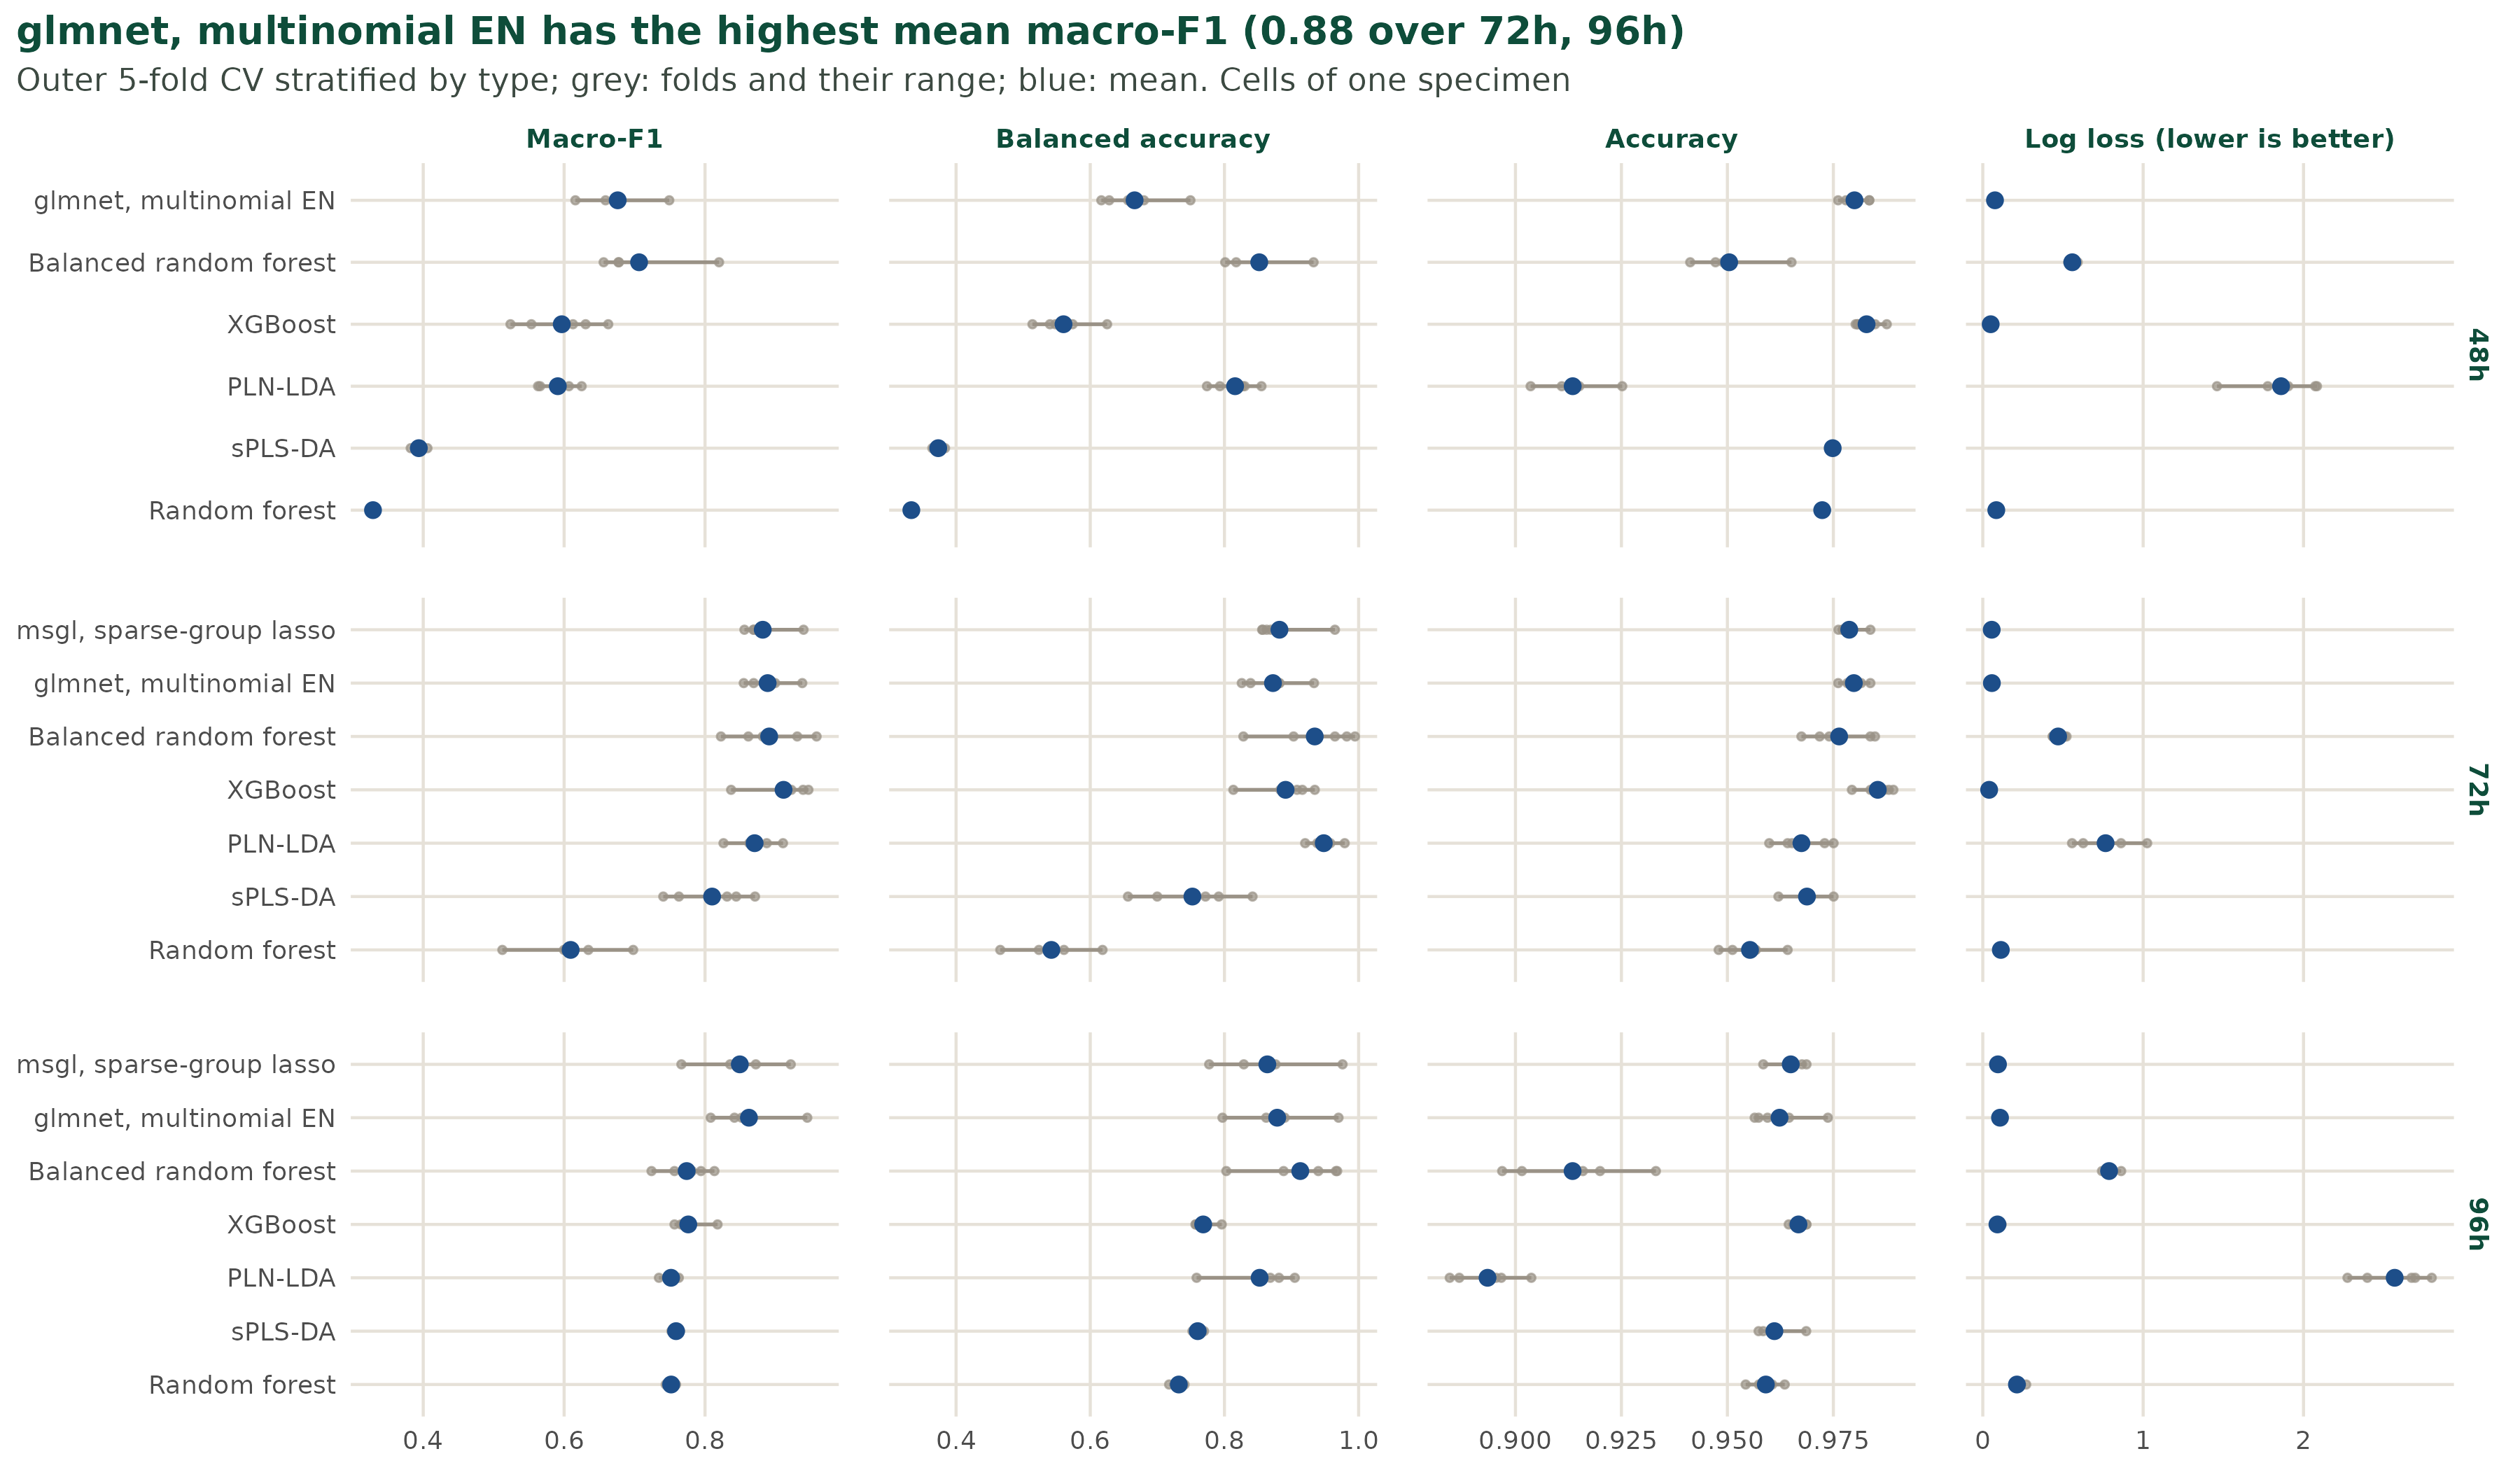 glmnet, multinomial EN has the highest mean macro-F1 (0.88 over 72h, 96h)
Outer 5-fold CV stratified by type; grey: folds and their range; blue: mean. Cells of one specimen
Macro-F1
Balanced accuracy
Accuracy
Log loss (lower is better)
glmnet, multinomial EN
Balanced random forest
XGBoost
PLN-LDA
sPLS-DA
Random forest
48h
msgl, sparse-group lasso
glmnet, multinomial EN
Balanced random forest
XGBoost
PLN-LDA
sPLS-DA
Random forest
72h
msgl, sparse-group lasso
glmnet, multinomial EN
Balanced random forest
XGBoost
PLN-LDA
sPLS-DA
Random forest
96h
0.4 0.6 0.8
0.4 0.6 0.8 1.0
0.900 0.925 0.950 0.975
0 1 2